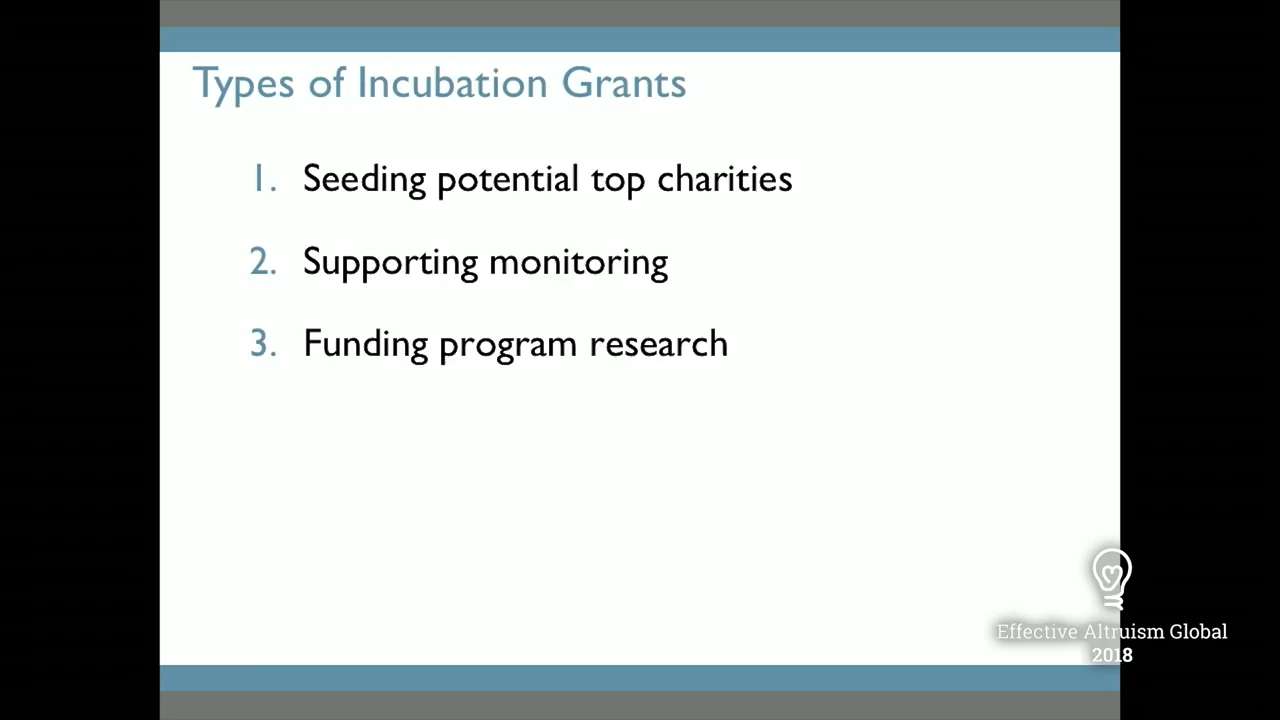 Types of Incubation Grants
1. Seeding potential top charities
2. Supporting monitoring
3. Funding program research
Effective Altruism Global
2018